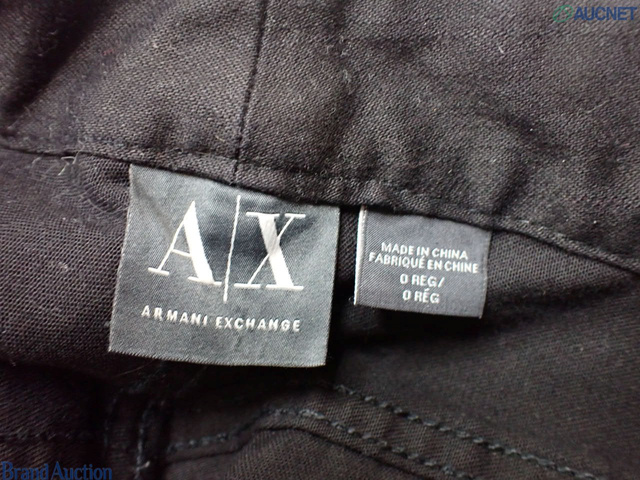 AUCNET
A|X
ARMANI EXCHANGE
MADE IN CHINA
FABRIQUÉ EN CHINE
0 REG/
0 RÉG
Brand Auction